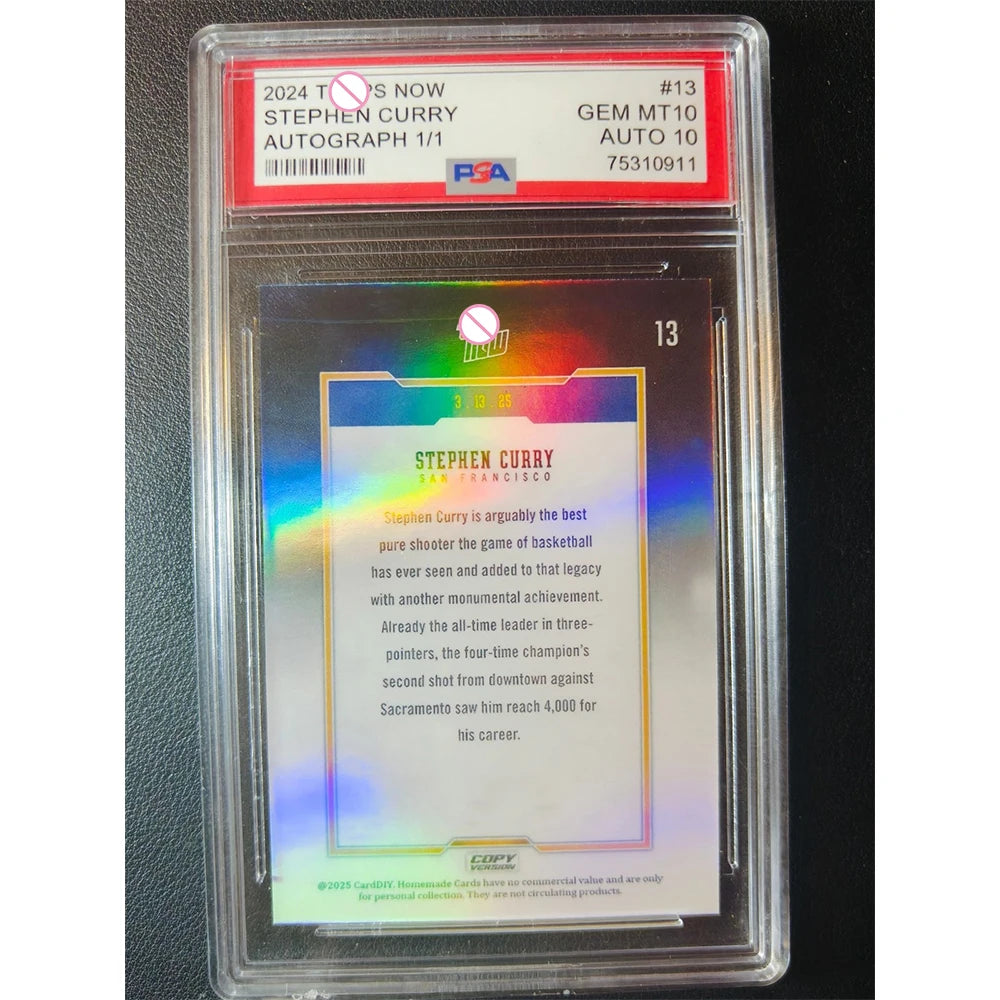 2024 T PS NOW
STEPHEN CURRY
AUTOGRAPH 1/1
#13
GEM MT10
AUTO 10
75310911
PSA
now
13
3.13.25
STEPHEN CURRY
SAN FRANCISCO
Stephen Curry is arguably the best
pure shooter the game of basketball
has ever seen and added to that legacy
with another monumental achievement.
Already the all-time leader in three-
pointers, the four-time champion's
second shot from downtown against
Sacramento saw him reach 4,000 for
his career.
COPY
VERSION
@2025 CardDIY. Homemade Cards have no commercial value and are only
for personal collection. They are not circulating products.